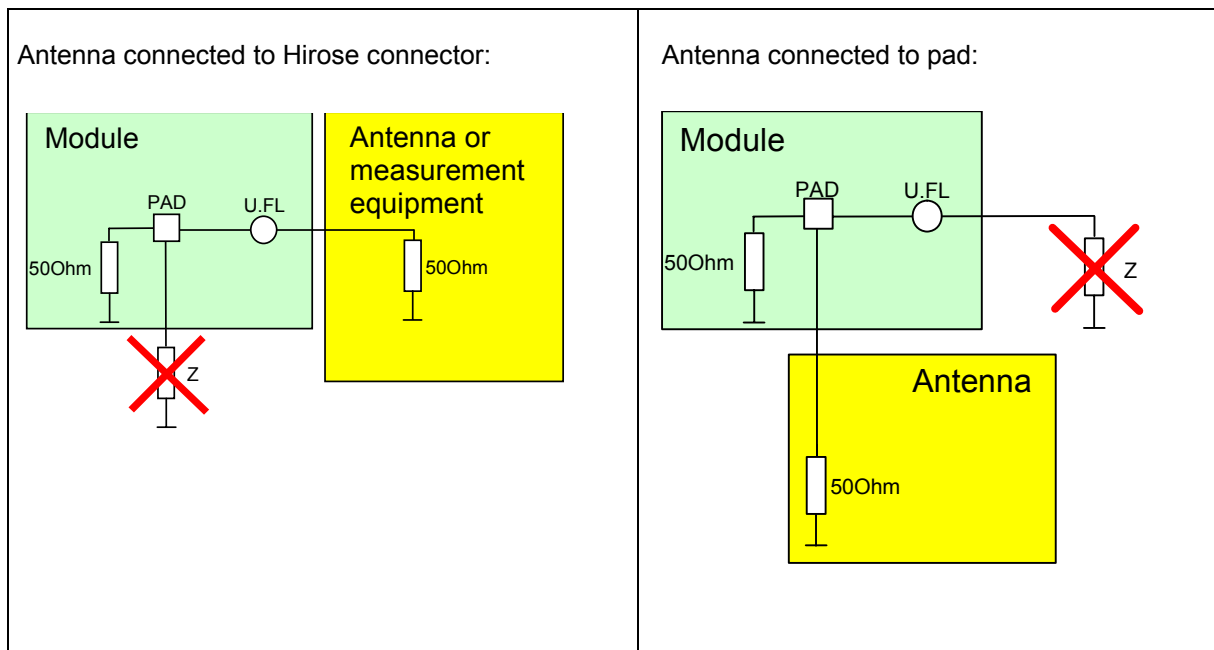 Antenna connected to Hirose connector:
Module
PAD
U.FL
50Ohm
Z
Antenna or
measurement
equipment
50Ohm
Antenna connected to pad:
Module
PAD
U.FL
50Ohm
Z
Antenna
50Ohm